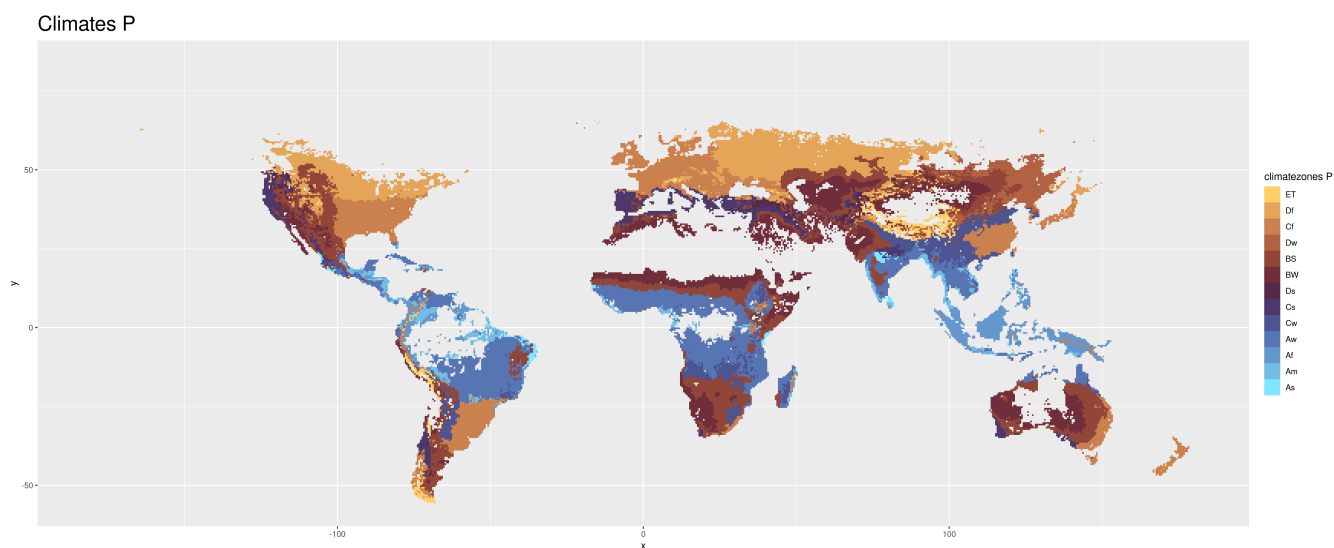 Climates P
50
0
-50
y
-100
0
100
x
climatezones P
ET
Df
Cf
Dw
BS
BW
Ds
Cs
Cw
Aw
Af
Am
As